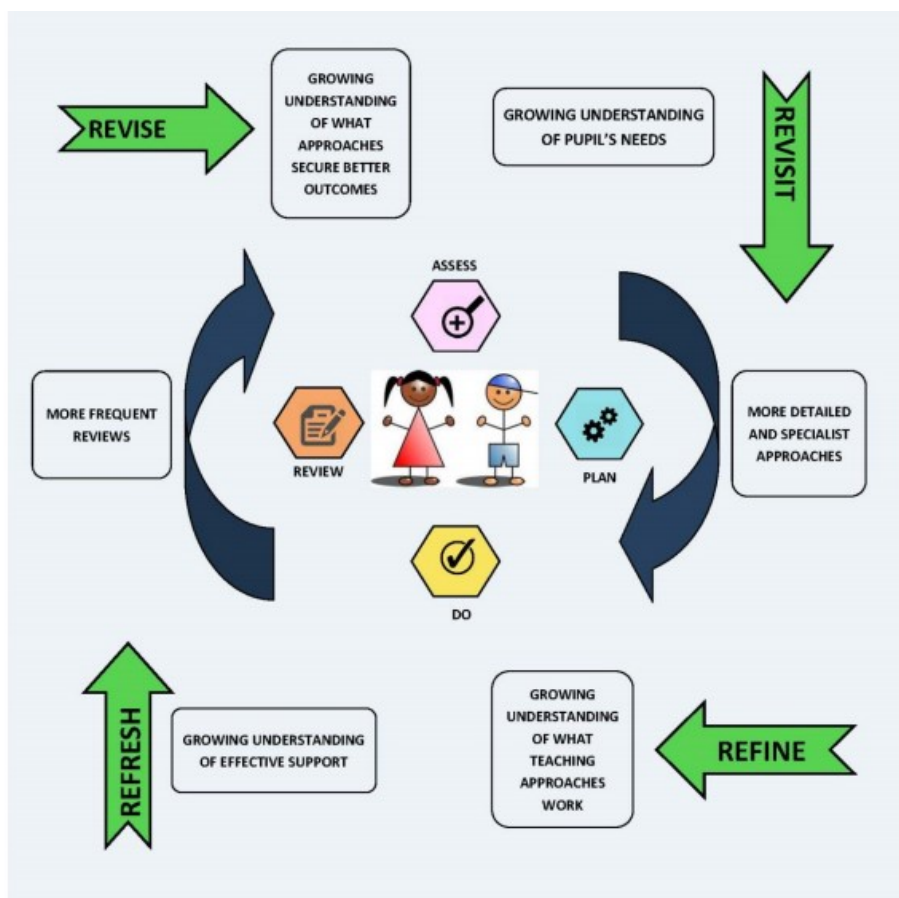 REVISE
GROWING
UNDERSTANDING
OF WHAT
APPROACHES
SECURE BETTER
OUTCOMES
GROWING UNDERSTANDING
OF PUPIL'S NEEDS
REVISIT
ASSESS
MORE FREQUENT
REVIEWS
REVIEW
PLAN
MORE DETAILED
AND SPECIALIST
APPROACHES
DO
REFRESH
GROWING UNDERSTANDING
OF EFFECTIVE SUPPORT
GROWING
UNDERSTANDING
OF WHAT
TEACHING
APPROACHES
WORK
REFINE